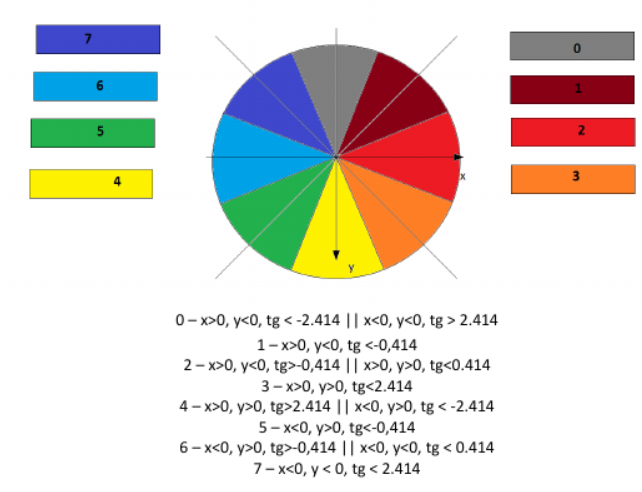 7
0
6
1
5
2
4
3
x
y
0 – x>0, y<0, tg < -2.414 || x<0, y<0, tg > 2.414
1 – x>0, y<0, tg <-0,414
2 – x>0, y<0, tg>-0,414 || x>0, y>0, tg<0.414
3 – x>0, y>0, tg<2.414
4 – x>0, y>0, tg>2.414 || x<0, y>0, tg < -2.414
5 – x<0, y>0, tg<-0,414
6 – x<0, y>0, tg>-0,414 || x<0, y<0, tg < 0.414
7 – x<0, y < 0, tg < 2.414